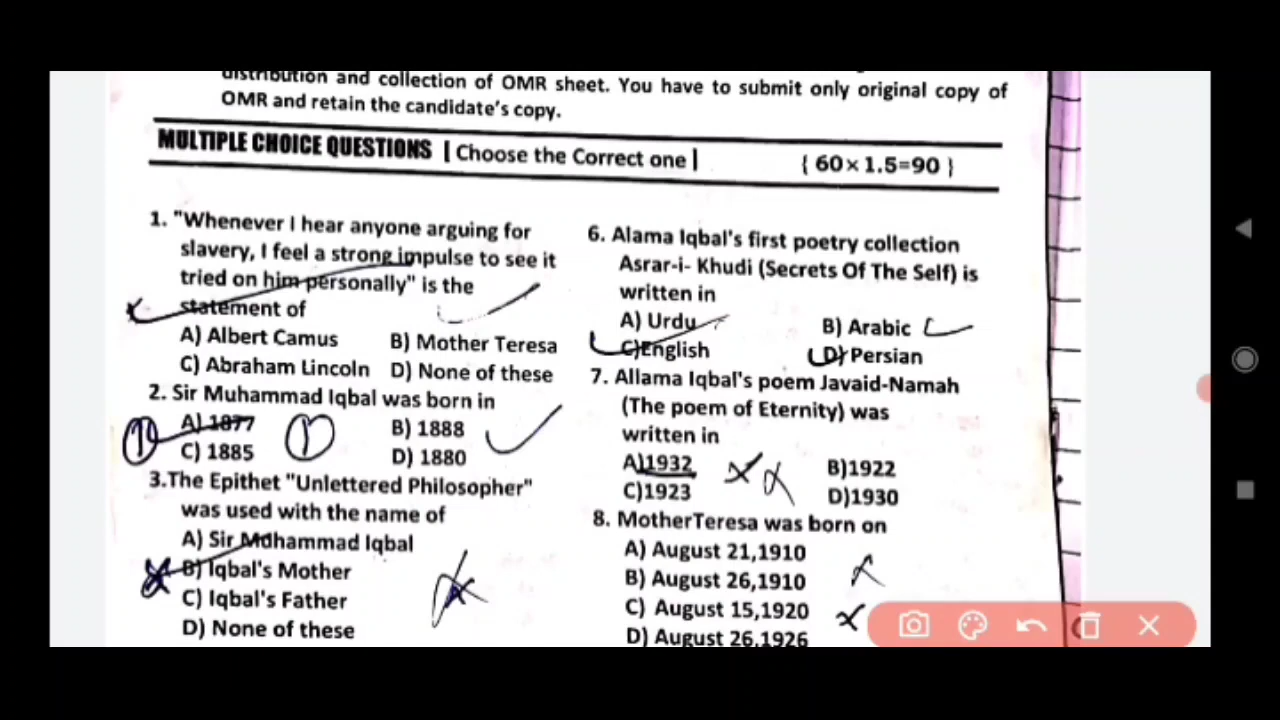 distribution and collection of OMR sheet. You have to submit only original copy of
OMR and retain the candidate's copy.
MULTIPLE CHOICE QUESTIONS [ Choose the Correct one ] { 60×1.5=90 }
1. "Whenever I hear anyone arguing for
slavery, I feel a strong impulse to see it
tried on him personally" is the
statement of
A) Albert Camus B) Mother Teresa
C) Abraham Lincoln D) None of these
2. Sir Muhammad Iqbal was born in
A) 1877 B) 1888
C) 1885 D) 1880
3.The Epithet "Unlettered Philosopher"
was used with the name of
A) Sir Mdhammad Iqbal
B) Iqbal's Mother
C) Iqbal's Father
D) None of these
6. Alama Iqbal's first poetry collection
Asrar-i- Khudi (Secrets Of The Self) is
written in
A) Urdu B) Arabic
C)English D) Persian
7. Allama Iqbal's poem Javaid-Namah
(The poem of Eternity) was
written in
A)1932 B)1922
C)1923 D)1930
8. MotherTeresa was born on
A) August 21,1910
B) August 26,1910
C) August 15,1920
D) August 26,1926